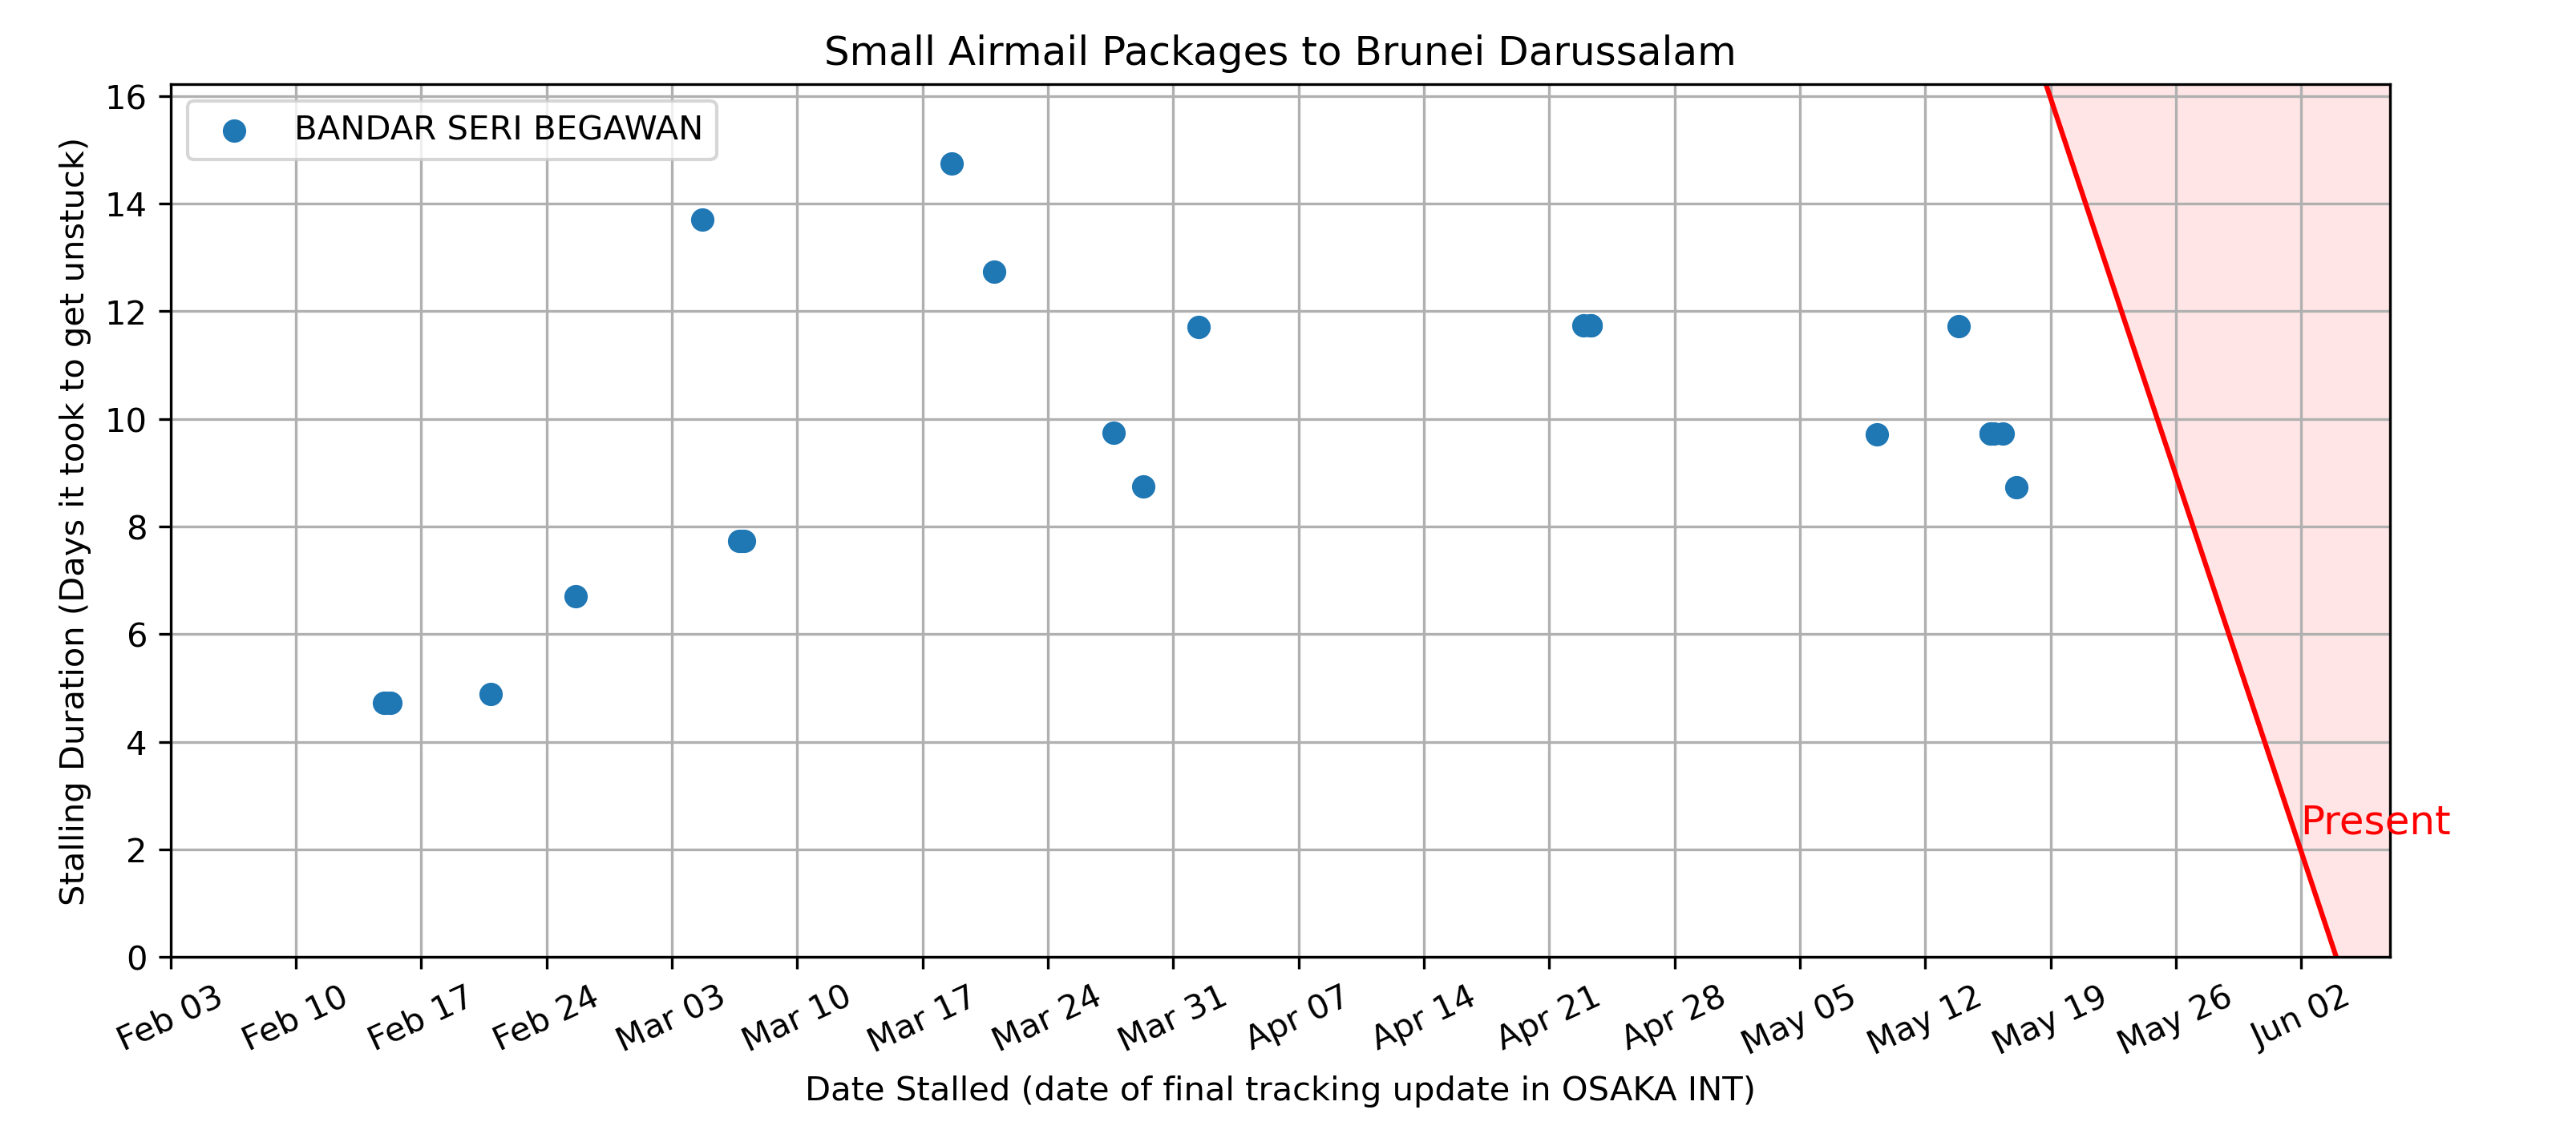 Small Airmail Packages to Brunei Darussalam
BANDAR SERI BEGAWAN
Stalling Duration (Days it took to get unstuck)
16
14
12
10
8
6
4
2
0
Present
Feb 03
Feb 10
Feb 17
Feb 24
Mar 03
Mar 10
Mar 17
Mar 24
Mar 31
Apr 07
Apr 14
Apr 21
Apr 28
May 05
May 12
May 19
May 26
Jun 02
Date Stalled (date of final tracking update in OSAKA INT)